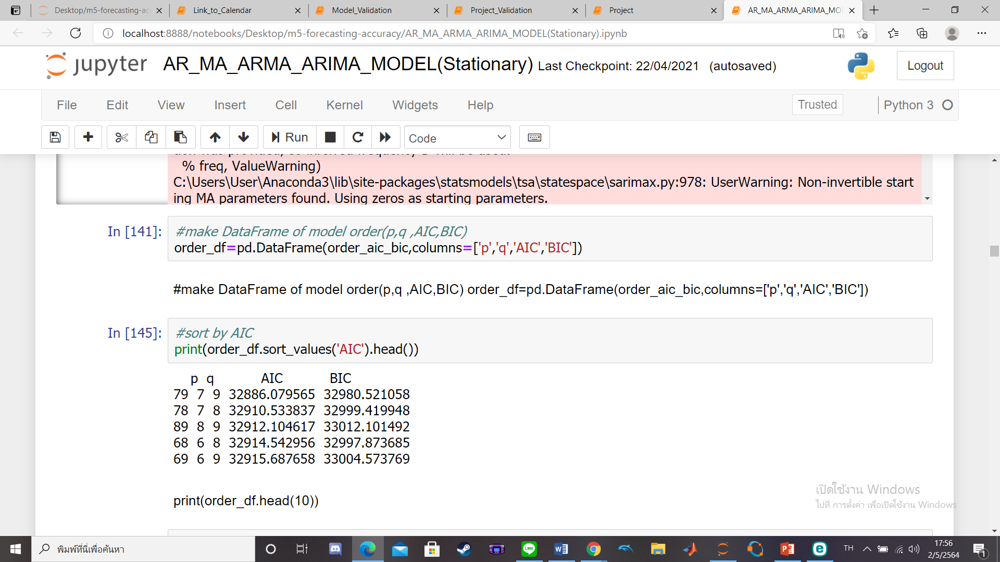 Desktop/m5-forecasting-ac
Link_to_Calendar
Model_Validation
Project_Validation
Project
AR_MA_ARMA_ARIMA_MO
localhost:8888/notebooks/Desktop/m5-forecasting-accuracy/AR_MA_ARMA_ARIMA_MODEL(Stationary).ipynb
jupyter AR_MA_ARMA_ARIMA_MODEL(Stationary) Last Checkpoint: 22/04/2021 (autosaved)
Logout
File Edit View Insert Cell Kernel Widgets Help
Trusted
Python 3
Run
Code
% freq, ValueWarning)
C:\Users\User\Anaconda3\lib\site-packages\statsmodels\tsa\statespace\sarimax.py:978: UserWarning: Non-invertible start
ing MA parameters found. Using zeros as starting parameters.
In [141]:
#make DataFrame of model order(p,q ,AIC,BIC)
order_df=pd.DataFrame(order_aic_bic,columns=['p','q','AIC','BIC'])
#make DataFrame of model order(p,q ,AIC,BIC) order_df=pd.DataFrame(order_aic_bic,columns=['p','q','AIC','BIC'])
In [145]:
#sort by AIC
print(order_df.sort_values('AIC').head())
p q AIC BIC
79 7 9 32886.079565 32980.521058
78 7 8 32910.533837 32999.419948
89 8 9 32912.104617 33012.101492
68 6 8 32914.542956 32997.873685
69 6 9 32915.687658 33004.573769
print(order_df.head(10))
เปิดใช้งาน Windows
ไปที่ การตั้งค่า เพื่อเปิดใช้งาน Windows
พิมพ์ที่นี่เพื่อค้นหา
LINE
TH
17:56
2/5/2564
1